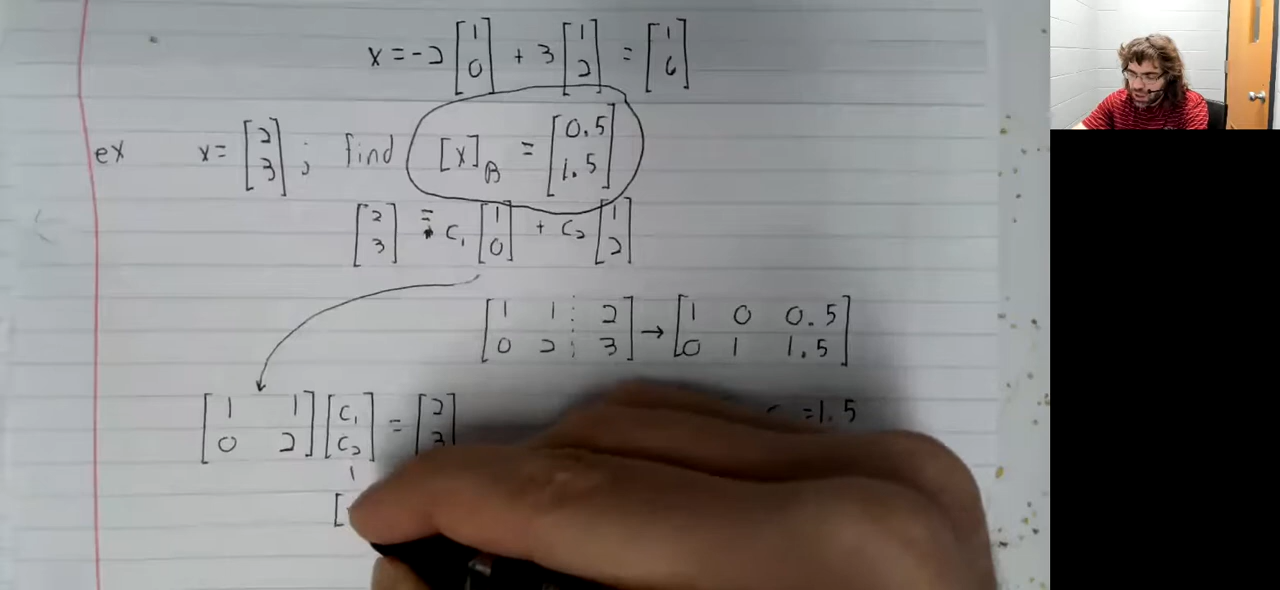 x = -2 [1 0] + 3 [1 2] = [1 6]
ex x = [2 3] ; find [x]_B = [0.5 1.5]
[2 3] = c₁ [1 0] + c₂ [1 2]
[1 1 ⋮ 2 0 2 ⋮ 3] → [1 0 0.5 0 1 1.5]
[1 1 0 2] [c₁ c₂] = [2 3]
= 1.5
[